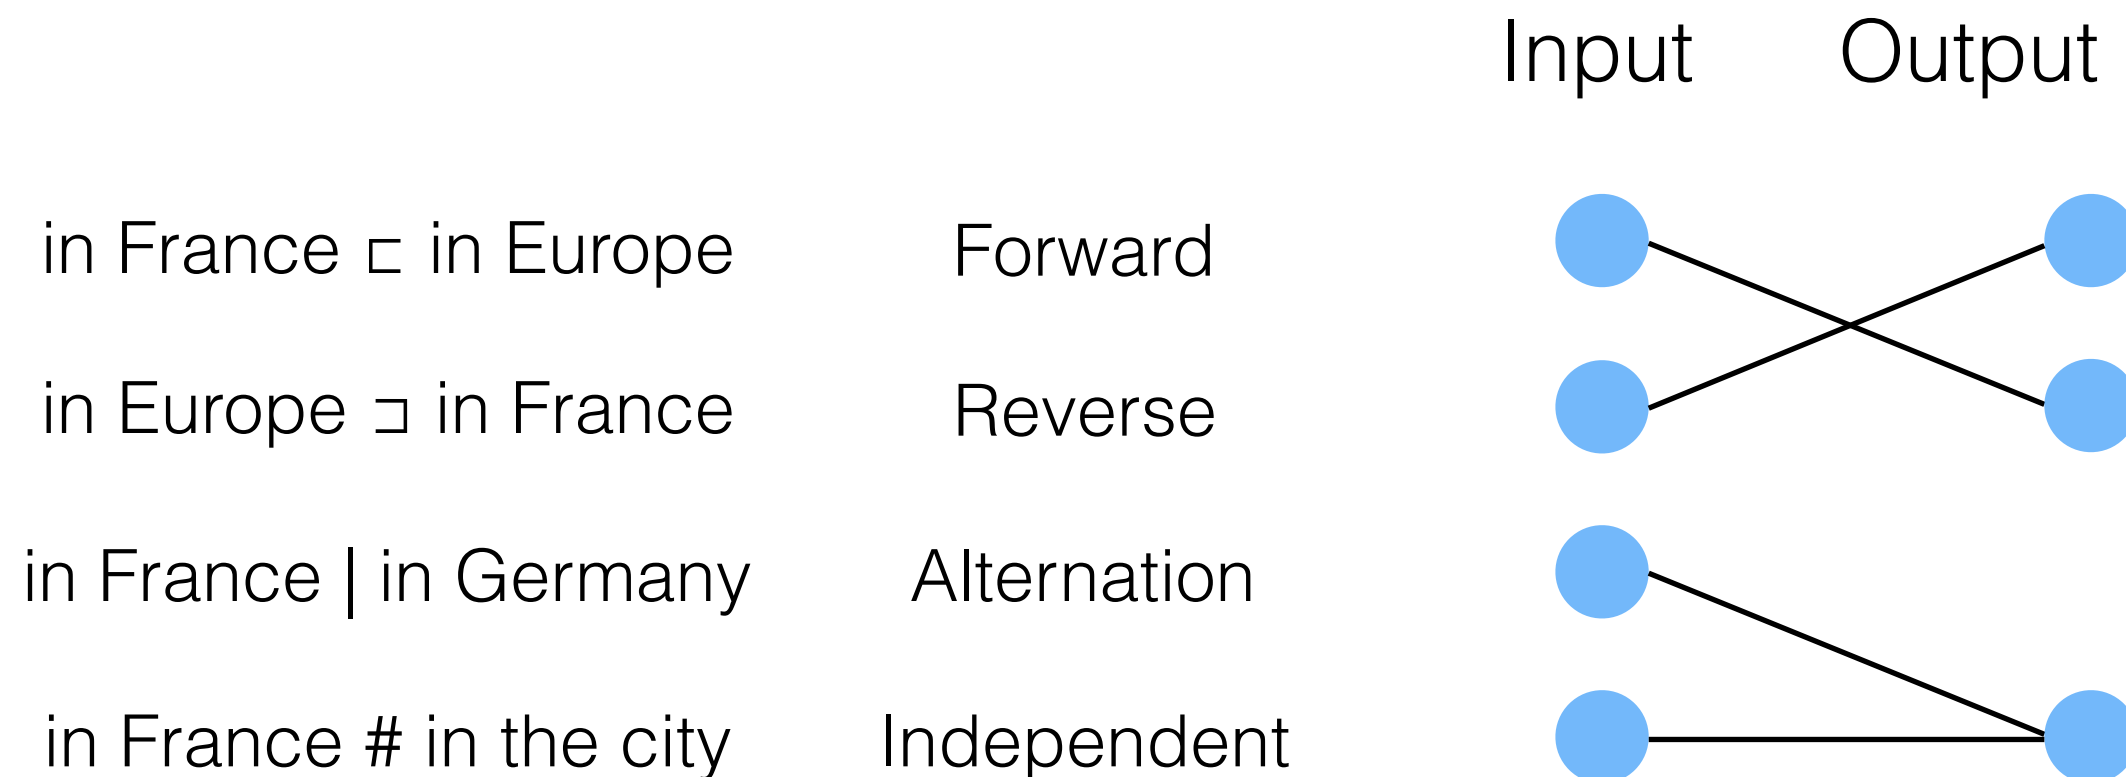 Input Output
in France ⊏ in Europe Forward
in Europe ⊐ in France Reverse
in France | in Germany Alternation
in France # in the city Independent